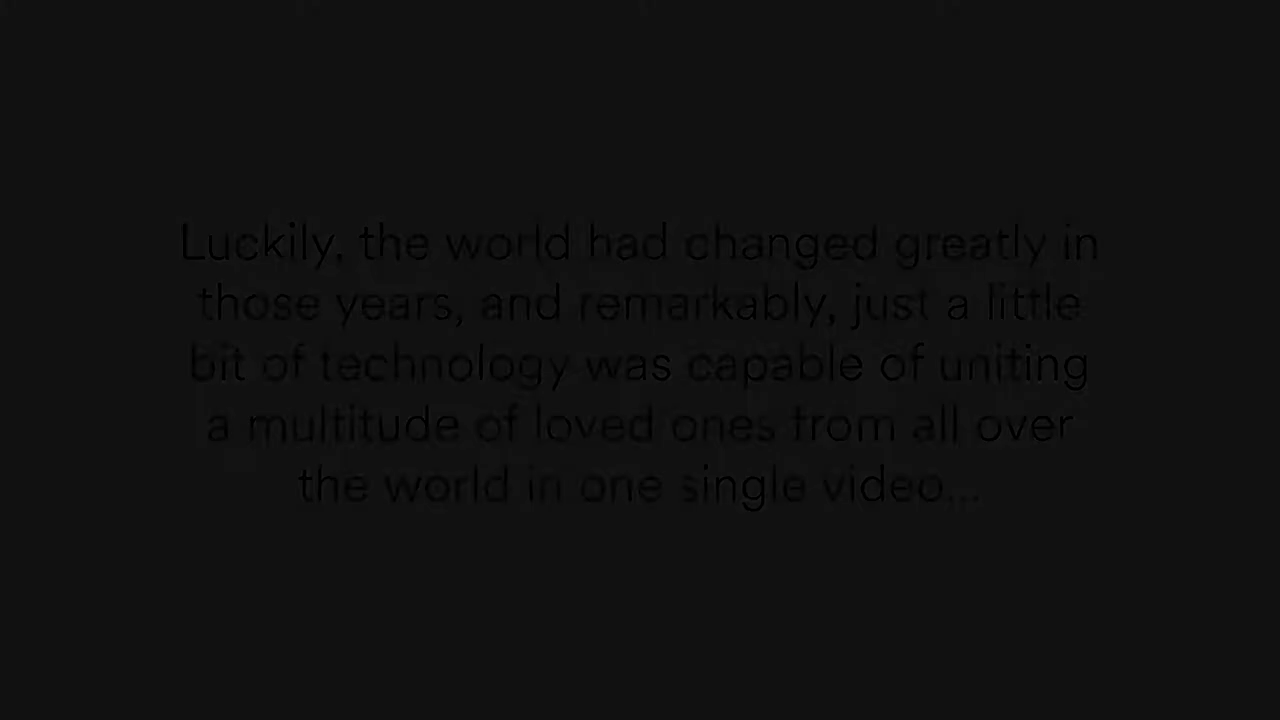 Luckily, the world had changed greatly in
those years, and remarkably, just a little
bit of technology was capable of uniting
a multitude of loved ones from all over
the world in one single video...